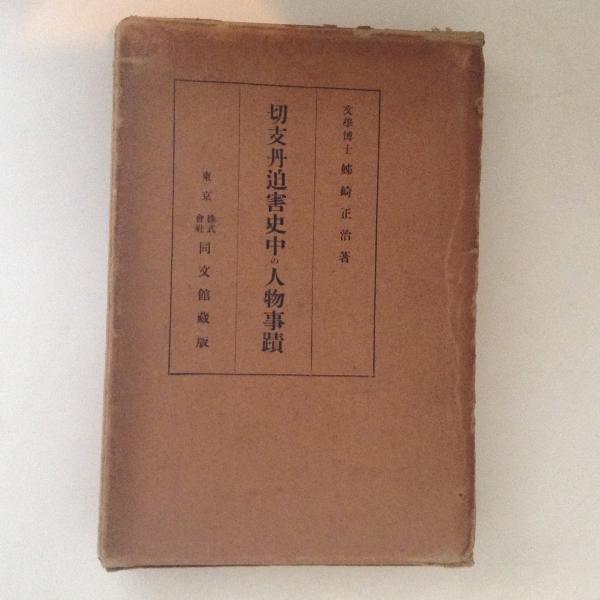 文學博士 姊崎正治著
切支丹迫害史中の人物事蹟
東京 株式會社 同文館藏版